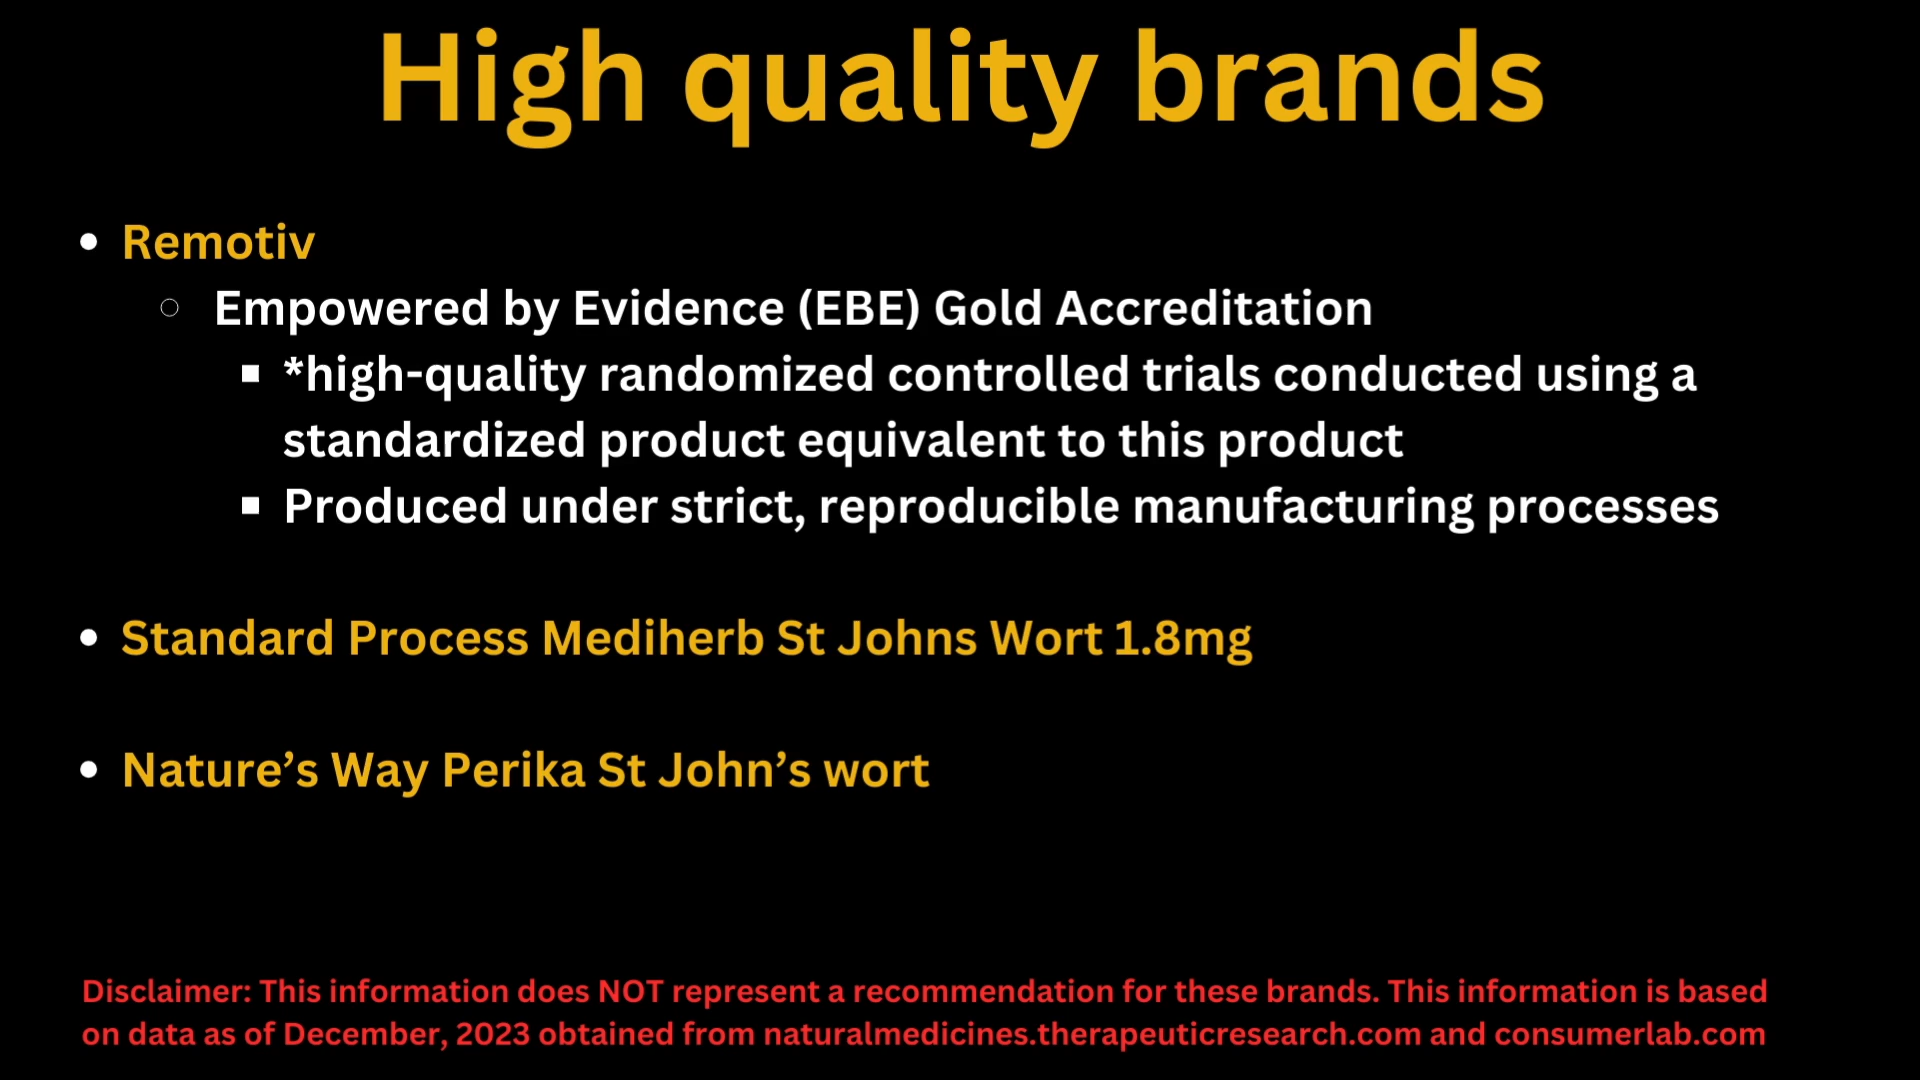 High quality brands
Remotiv
Empowered by Evidence (EBE) Gold Accreditation
*high-quality randomized controlled trials conducted using a
standardized product equivalent to this product
Produced under strict, reproducible manufacturing processes
Standard Process Mediherb St Johns Wort 1.8mg
Nature’s Way Perika St John’s wort
Disclaimer: This information does NOT represent a recommendation for these brands. This information is based
on data as of December, 2023 obtained from naturalmedicines.therapeuticresearch.com and consumerlab.com